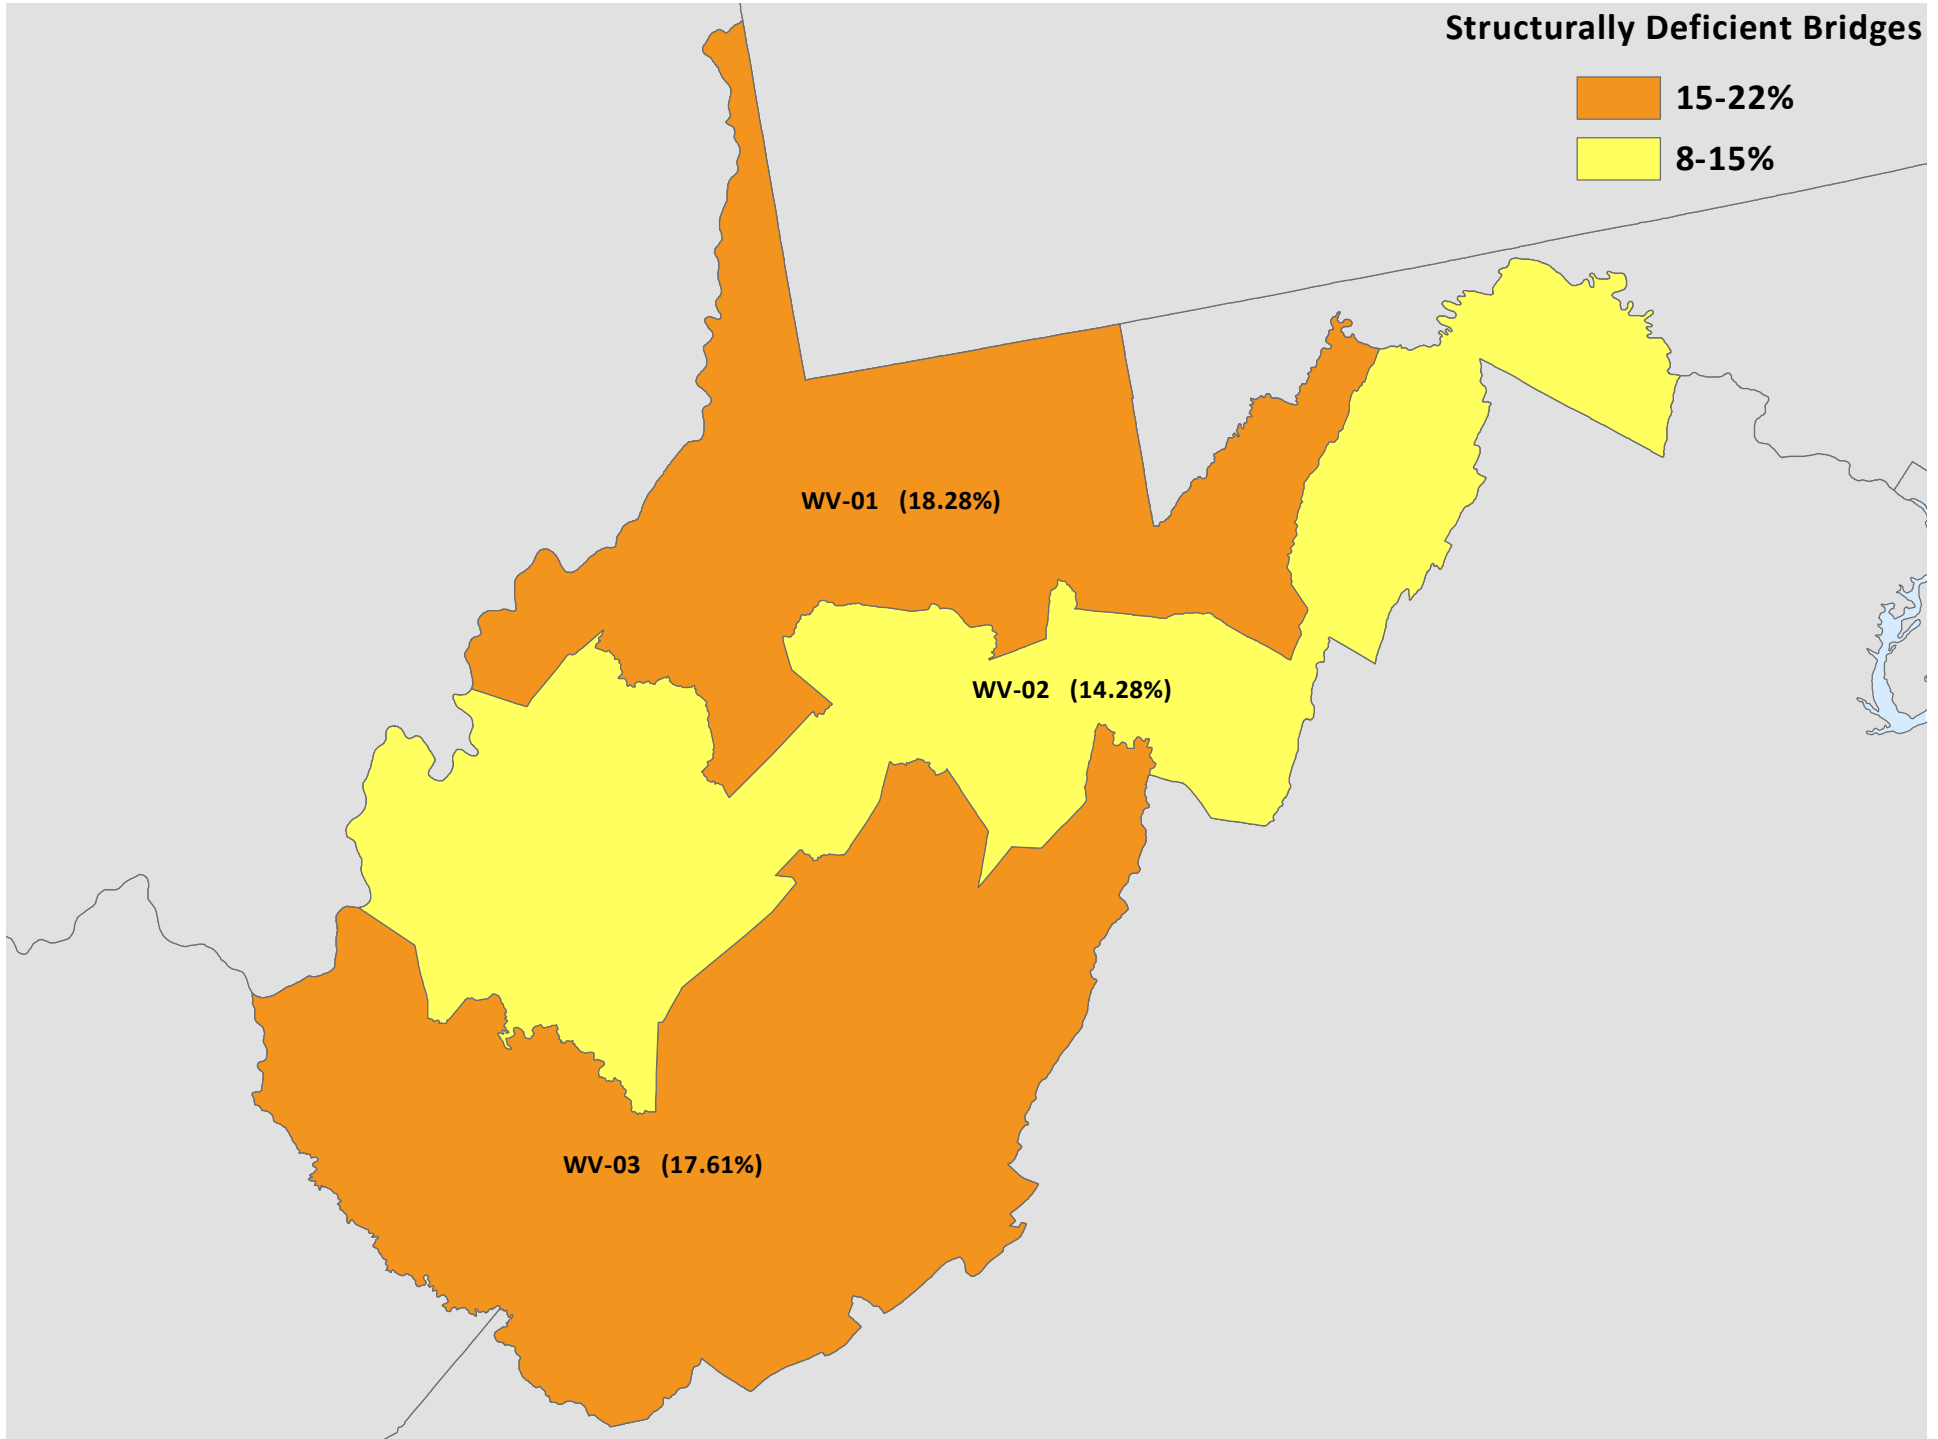 Structurally Deficient Bridges
15-22%
8-15%
WV-01 (18.28%)
WV-02 (14.28%)
WV-03 (17.61%)